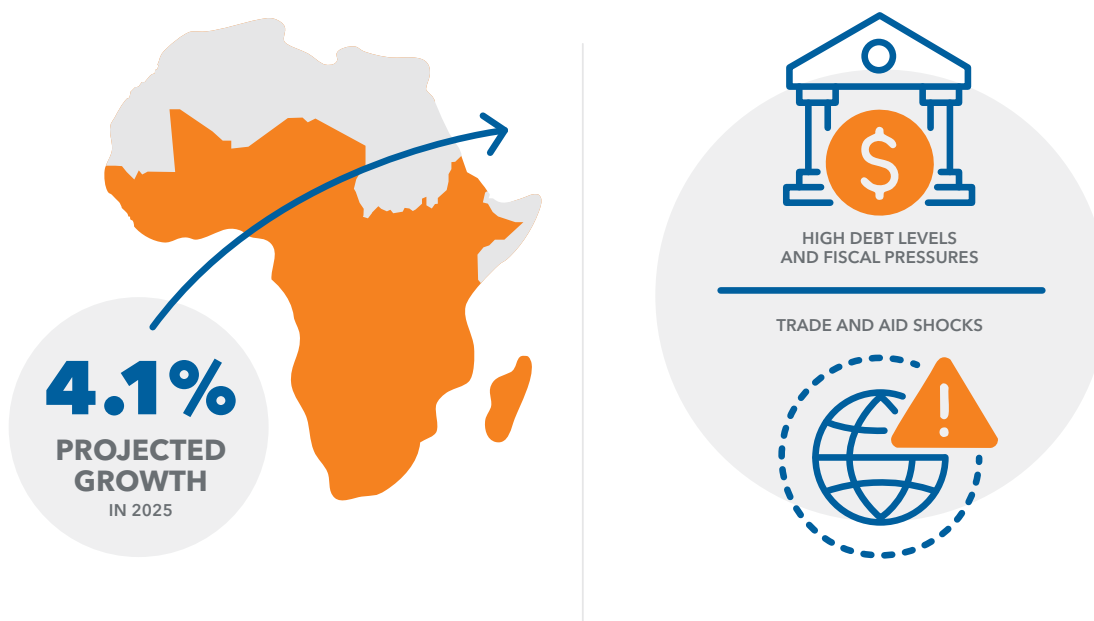 4.1%
PROJECTED
GROWTH
IN 2025
$
HIGH DEBT LEVELS
AND FISCAL PRESSURES
TRADE AND AID SHOCKS
!